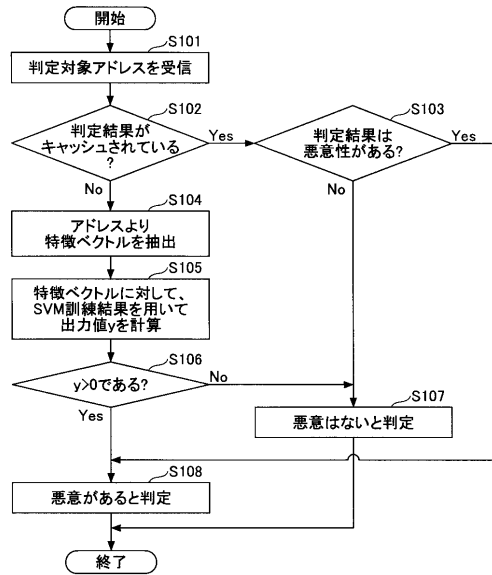 開始
S101
判定対象アドレスを受信
S102
判定結果が
キャッシュされている
?
Yes
No
S103
判定結果は
悪意性がある?
Yes
No
S104
アドレスより
特徴ベクトルを抽出
S105
特徴ベクトルに対して、
SVM訓練結果を用いて
出力値yを計算
S106
y>0である?
No
Yes
S107
悪意はないと判定
S108
悪意があると判定
終了